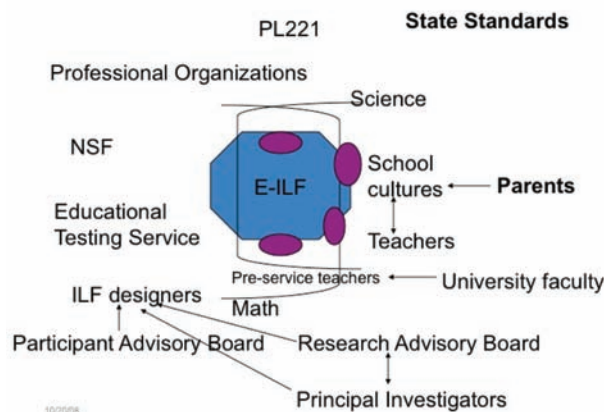 PL221
State Standards
Professional Organizations
Science
NSF
E-ILF
School
cultures
Parents
Educational
Testing Service
Teachers
Pre-service teachers
University faculty
ILF designers
Math
Participant Advisory Board
Research Advisory Board
Principal Investigators